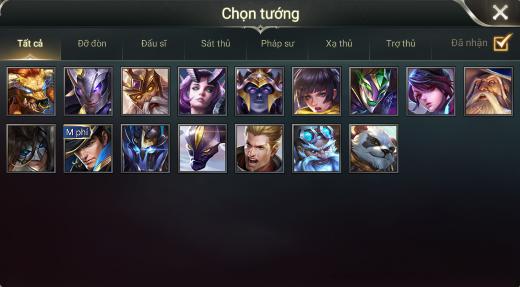 Chọn tướng
Tất cả Đỡ đòn Đấu sĩ Sát thủ Pháp sư Xạ thủ Trợ thủ Đã nhận
M phí